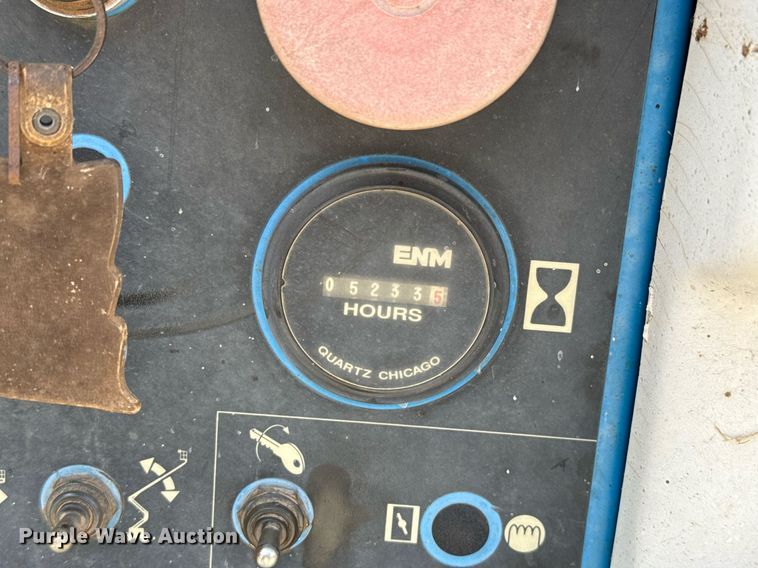 ENM
052335
HOURS
QUARTZ CHICAGO
Purple Wave Auction